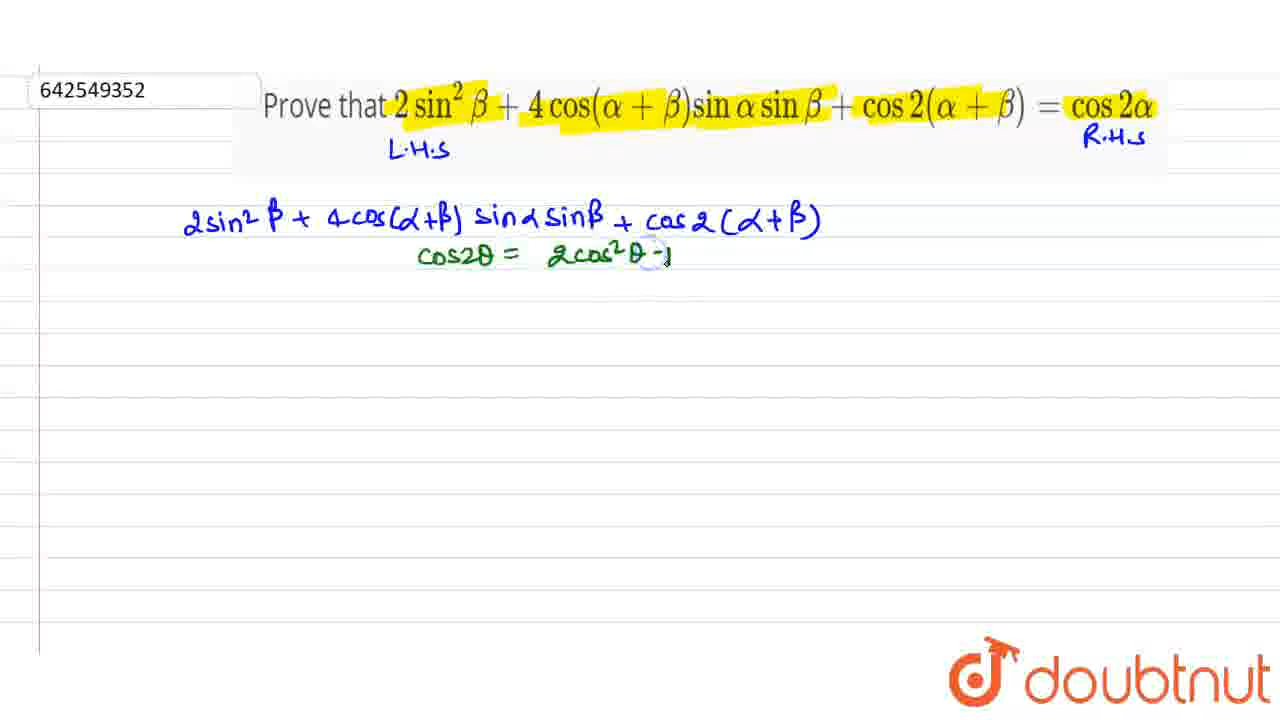 642549352
Prove that 2 sin² β + 4 cos(α + β) sin α sin β + cos 2(α + β) = cos 2α
L.H.S
R.H.S
2sin² β + 4cos(α+β) sinα sinβ + cos2(α+β)
cos2θ = 2cos²θ-1
doubtnut